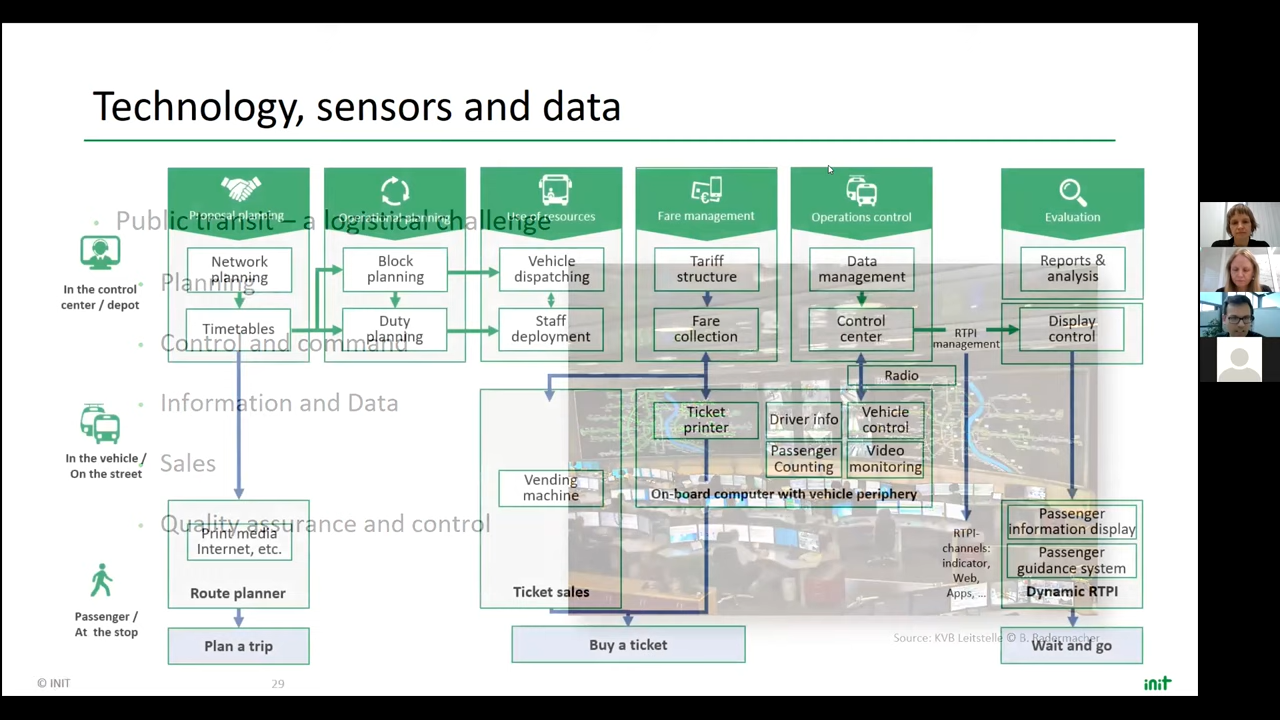 Technology, sensors and data
Proposal planning
Operational planning
Use of resources
Fare management
Operations control
Evaluation
• Public transit – a logistical challenge
In the control
center / depot
Network
planning
Block
planning
Vehicle
dispatching
Tariff
structure
Data
management
Reports &
analysis
• Planning
Timetables
Duty
planning
Staff
deployment
Fare
collection
Control
center
RTPI
management
Display
control
• Control and command
Radio
• Information and Data
In the vehicle /
On the street
Ticket
printer
Driver info
Vehicle
control
Passenger
Counting
Video
monitoring
• Sales
Vending
machine
On-board computer with vehicle periphery
• Quality assurance and control
Print media
Internet, etc.
RTPI-
channels:
indicator,
Web,
Apps, ...
Passenger
information display
Passenger
guidance system
Passenger /
At the stop
Route planner
Ticket sales
Dynamic RTPI
Source: KVB Leitstelle © B. Radermacher
Plan a trip
Buy a ticket
Wait and go
© INIT
29
init